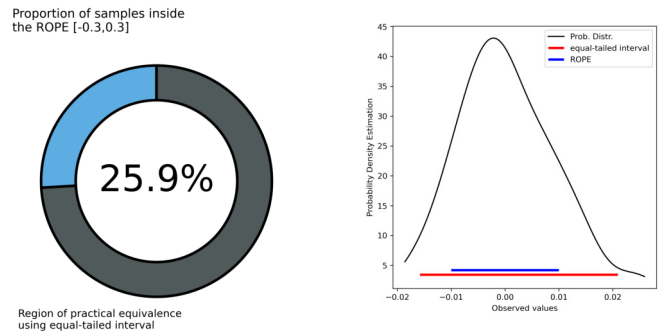 Proportion of samples inside
the ROPE [-0.3,0.3]
25.9%
Region of practical equivalence
using equal-tailed interval
45
40
35
30
25
20
15
10
5
Probability Density Estimation
Prob. Distr.
equal-tailed interval
ROPE
−0.02
−0.01
0.00
0.01
0.02
Observed values